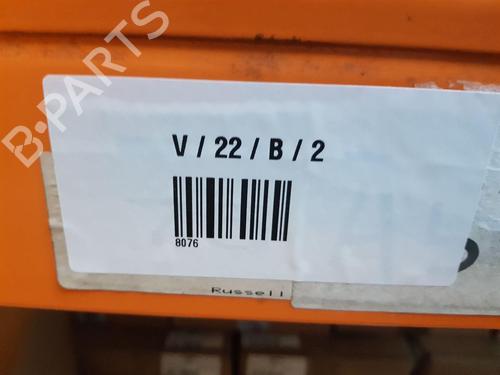 B-PARTS
V / 22 / B / 2
8076
Russell